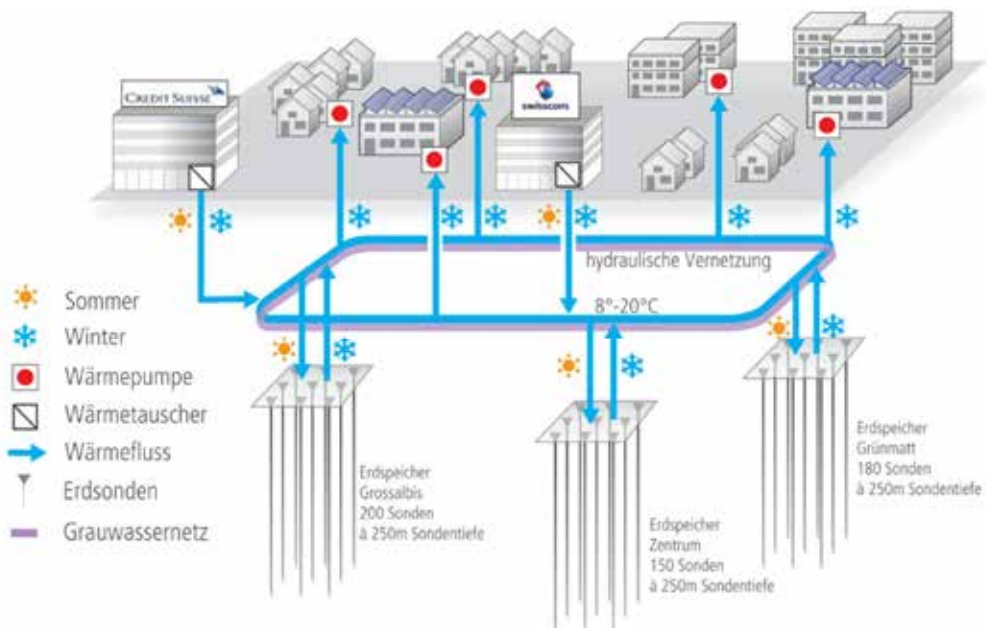 CREDIT SUISSE
swisscom
hydraulische Vernetzung
8°-20°C
Sommer
Winter
Wärmepumpe
Wärmetauscher
Wärmefluss
Erdsonden
Grauwassernetz
Erdspeicher
Grossalbis
200 Sonden
à 250m Sondentiefe
Erdspeicher
Zentrum
150 Sonden
à 250m Sondentiefe
Erdspeicher
Grünmatt
180 Sonden
à 250m Sondentiefe